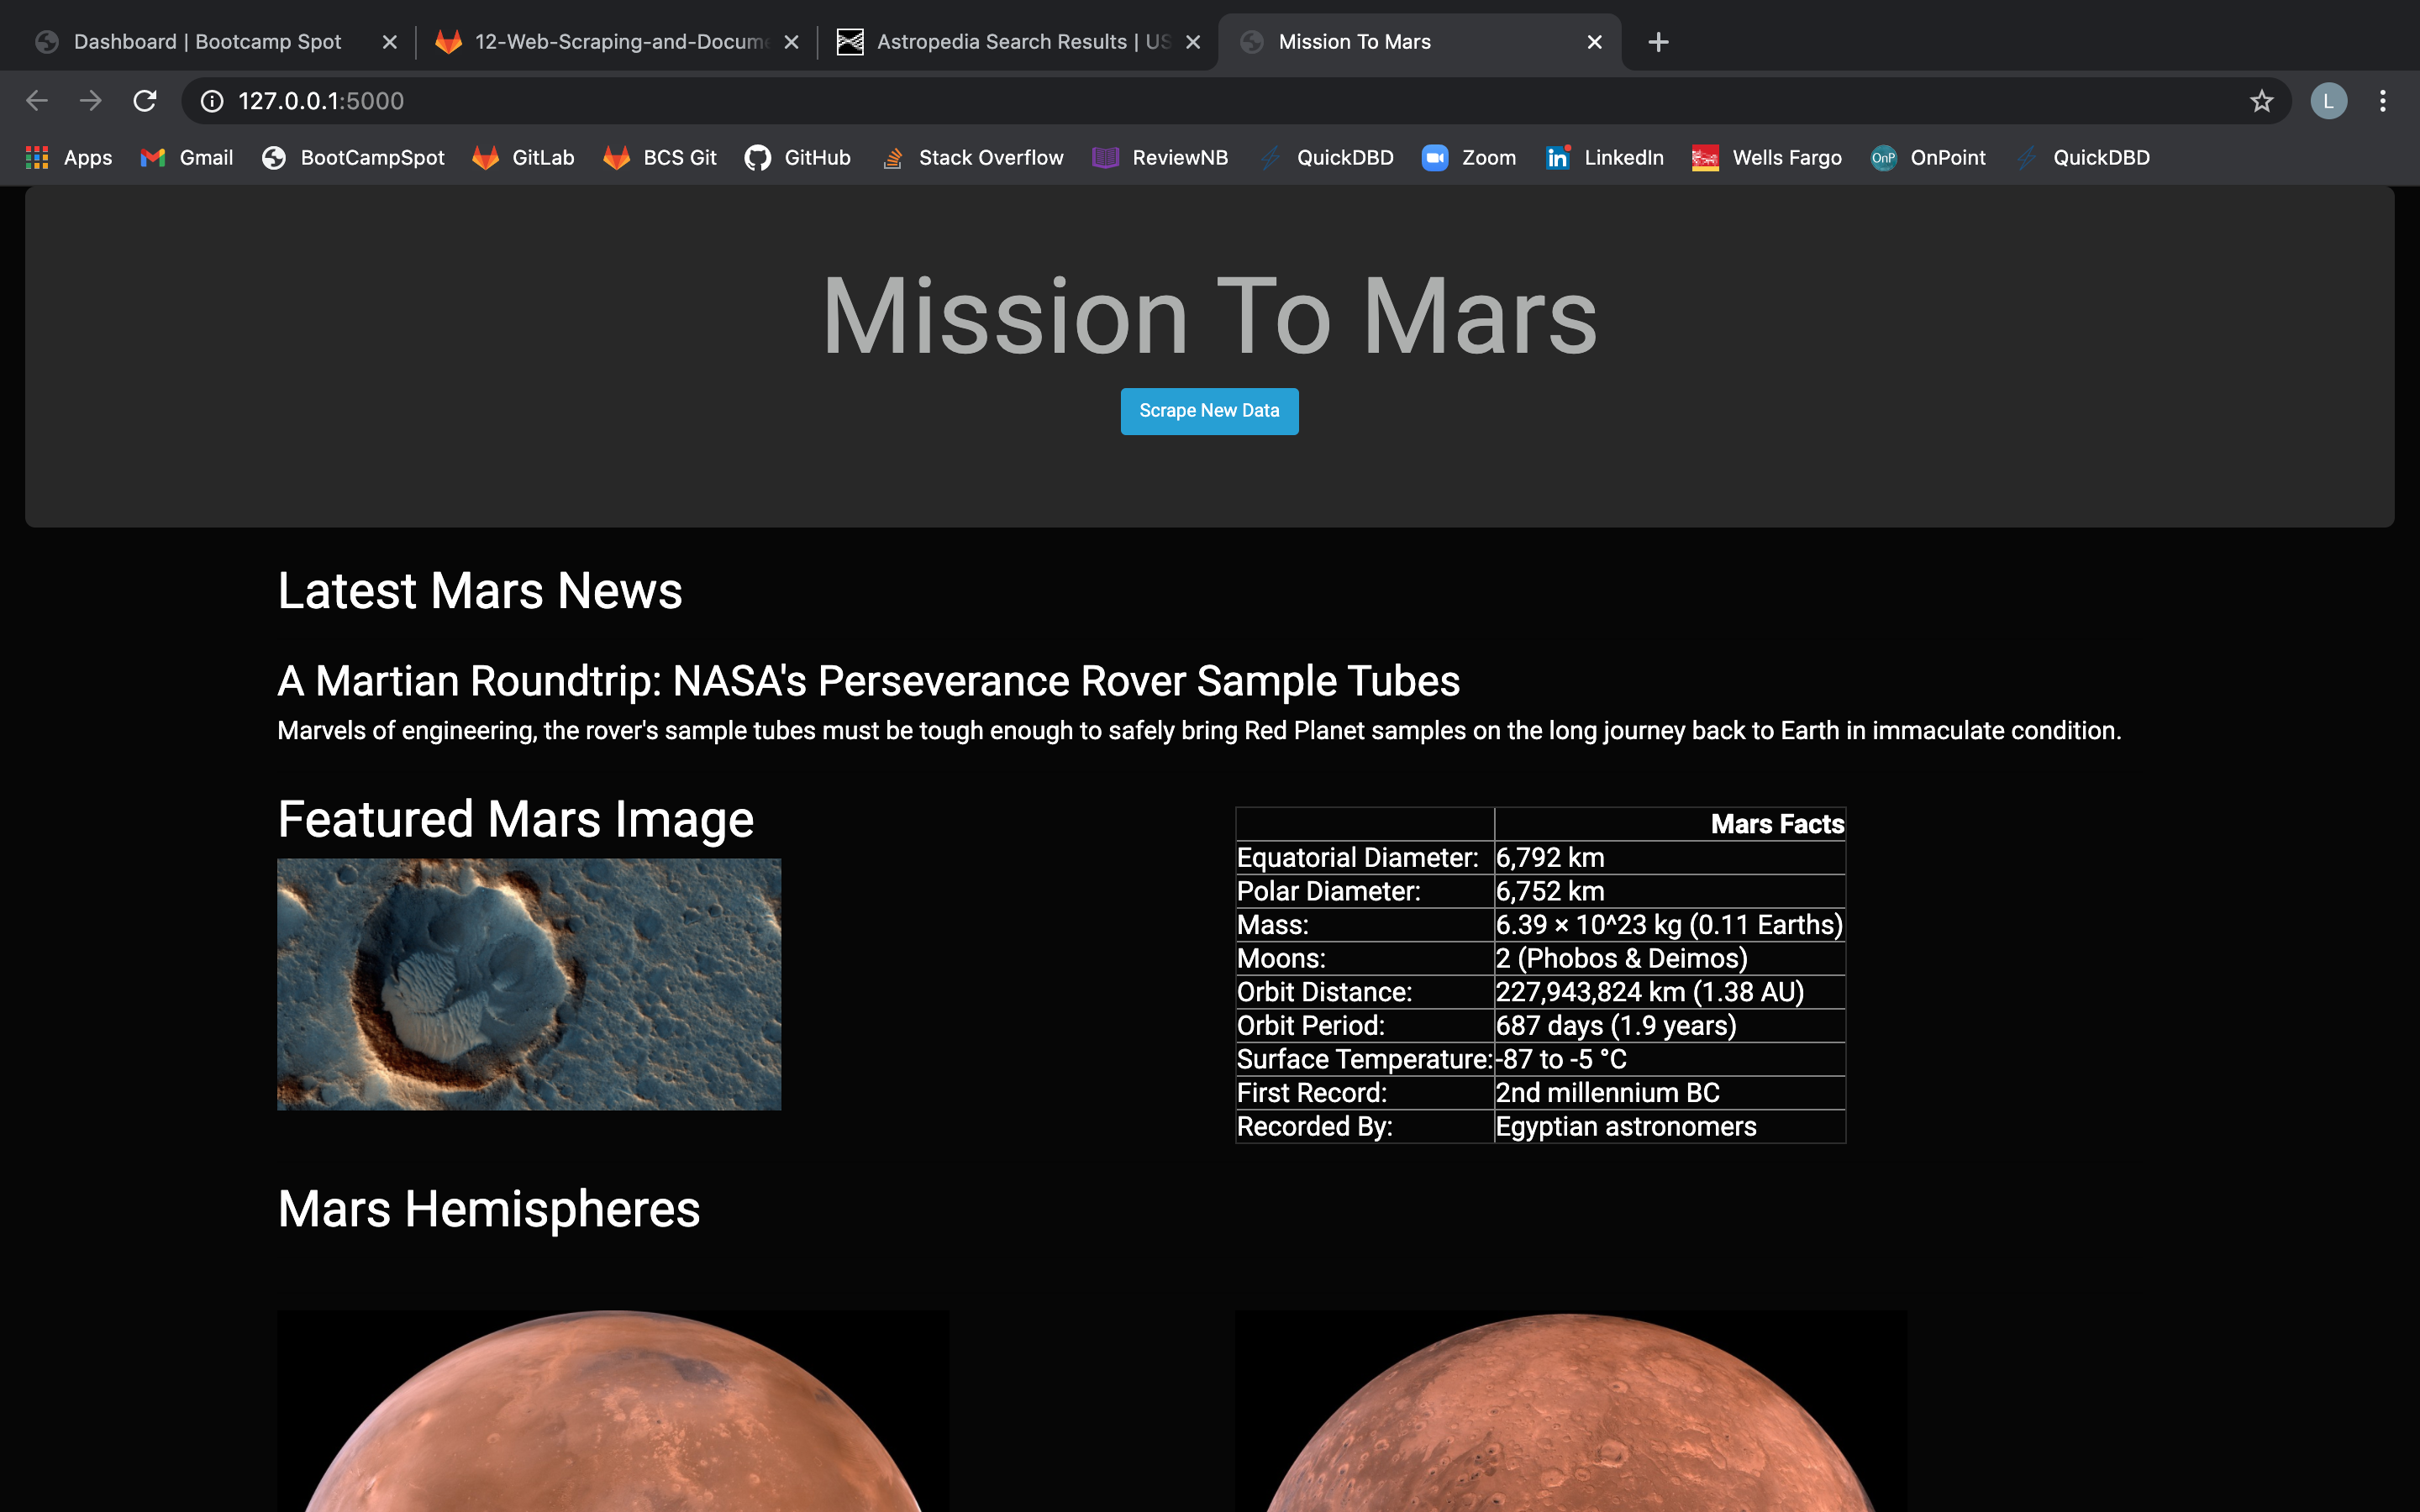 Dashboard | Bootcamp Spot
12-Web-Scraping-and-Docume
Astropedia Search Results | US
Mission To Mars
127.0.0.1:5000
L
Apps
Gmail
BootCampSpot
GitLab
BCS Git
GitHub
Stack Overflow
ReviewNB
QuickDBD
Zoom
in
LinkedIn
Wells Fargo
OnP
OnPoint
QuickDBD
Mission To Mars
Scrape New Data
Latest Mars News
A Martian Roundtrip: NASA's Perseverance Rover Sample Tubes
Marvels of engineering, the rover's sample tubes must be tough enough to safely bring Red Planet samples on the long journey back to Earth in immaculate condition.
Featured Mars Image
Mars Facts
Equatorial Diameter: 6,792 km
Polar Diameter: 6,752 km
Mass: 6.39 × 10^23 kg (0.11 Earths)
Moons: 2 (Phobos & Deimos)
Orbit Distance: 227,943,824 km (1.38 AU)
Orbit Period: 687 days (1.9 years)
Surface Temperature: -87 to -5 °C
First Record: 2nd millennium BC
Recorded By: Egyptian astronomers
Mars Hemispheres